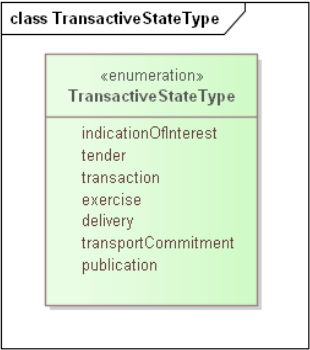 class TransactiveStateType
«enumeration»
TransactiveStateType
indicationOfInterest
tender
transaction
exercise
delivery
transportCommitment
publication